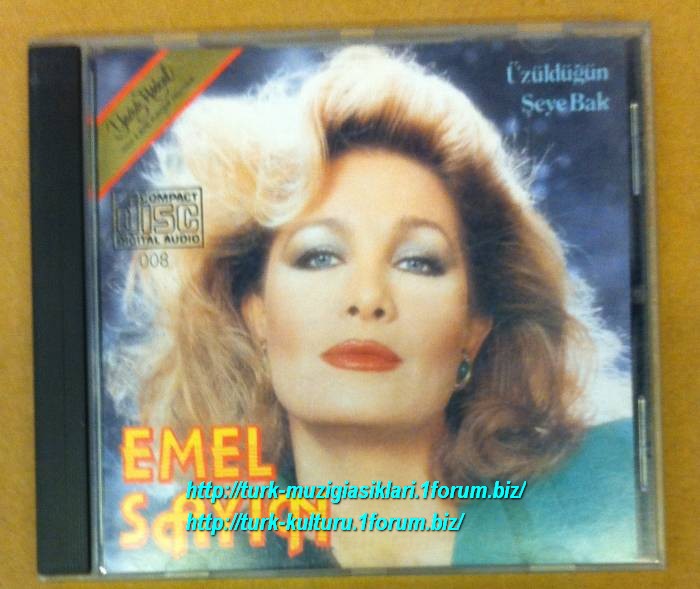 Üzüldüğün
Şeye Bak
COMPACT
DISC
DIGITAL AUDIO
008
EMEL
SAYIN
http://turk-muzigiasiklari.1forum.biz/
http://turk-kulturu.1forum.biz/